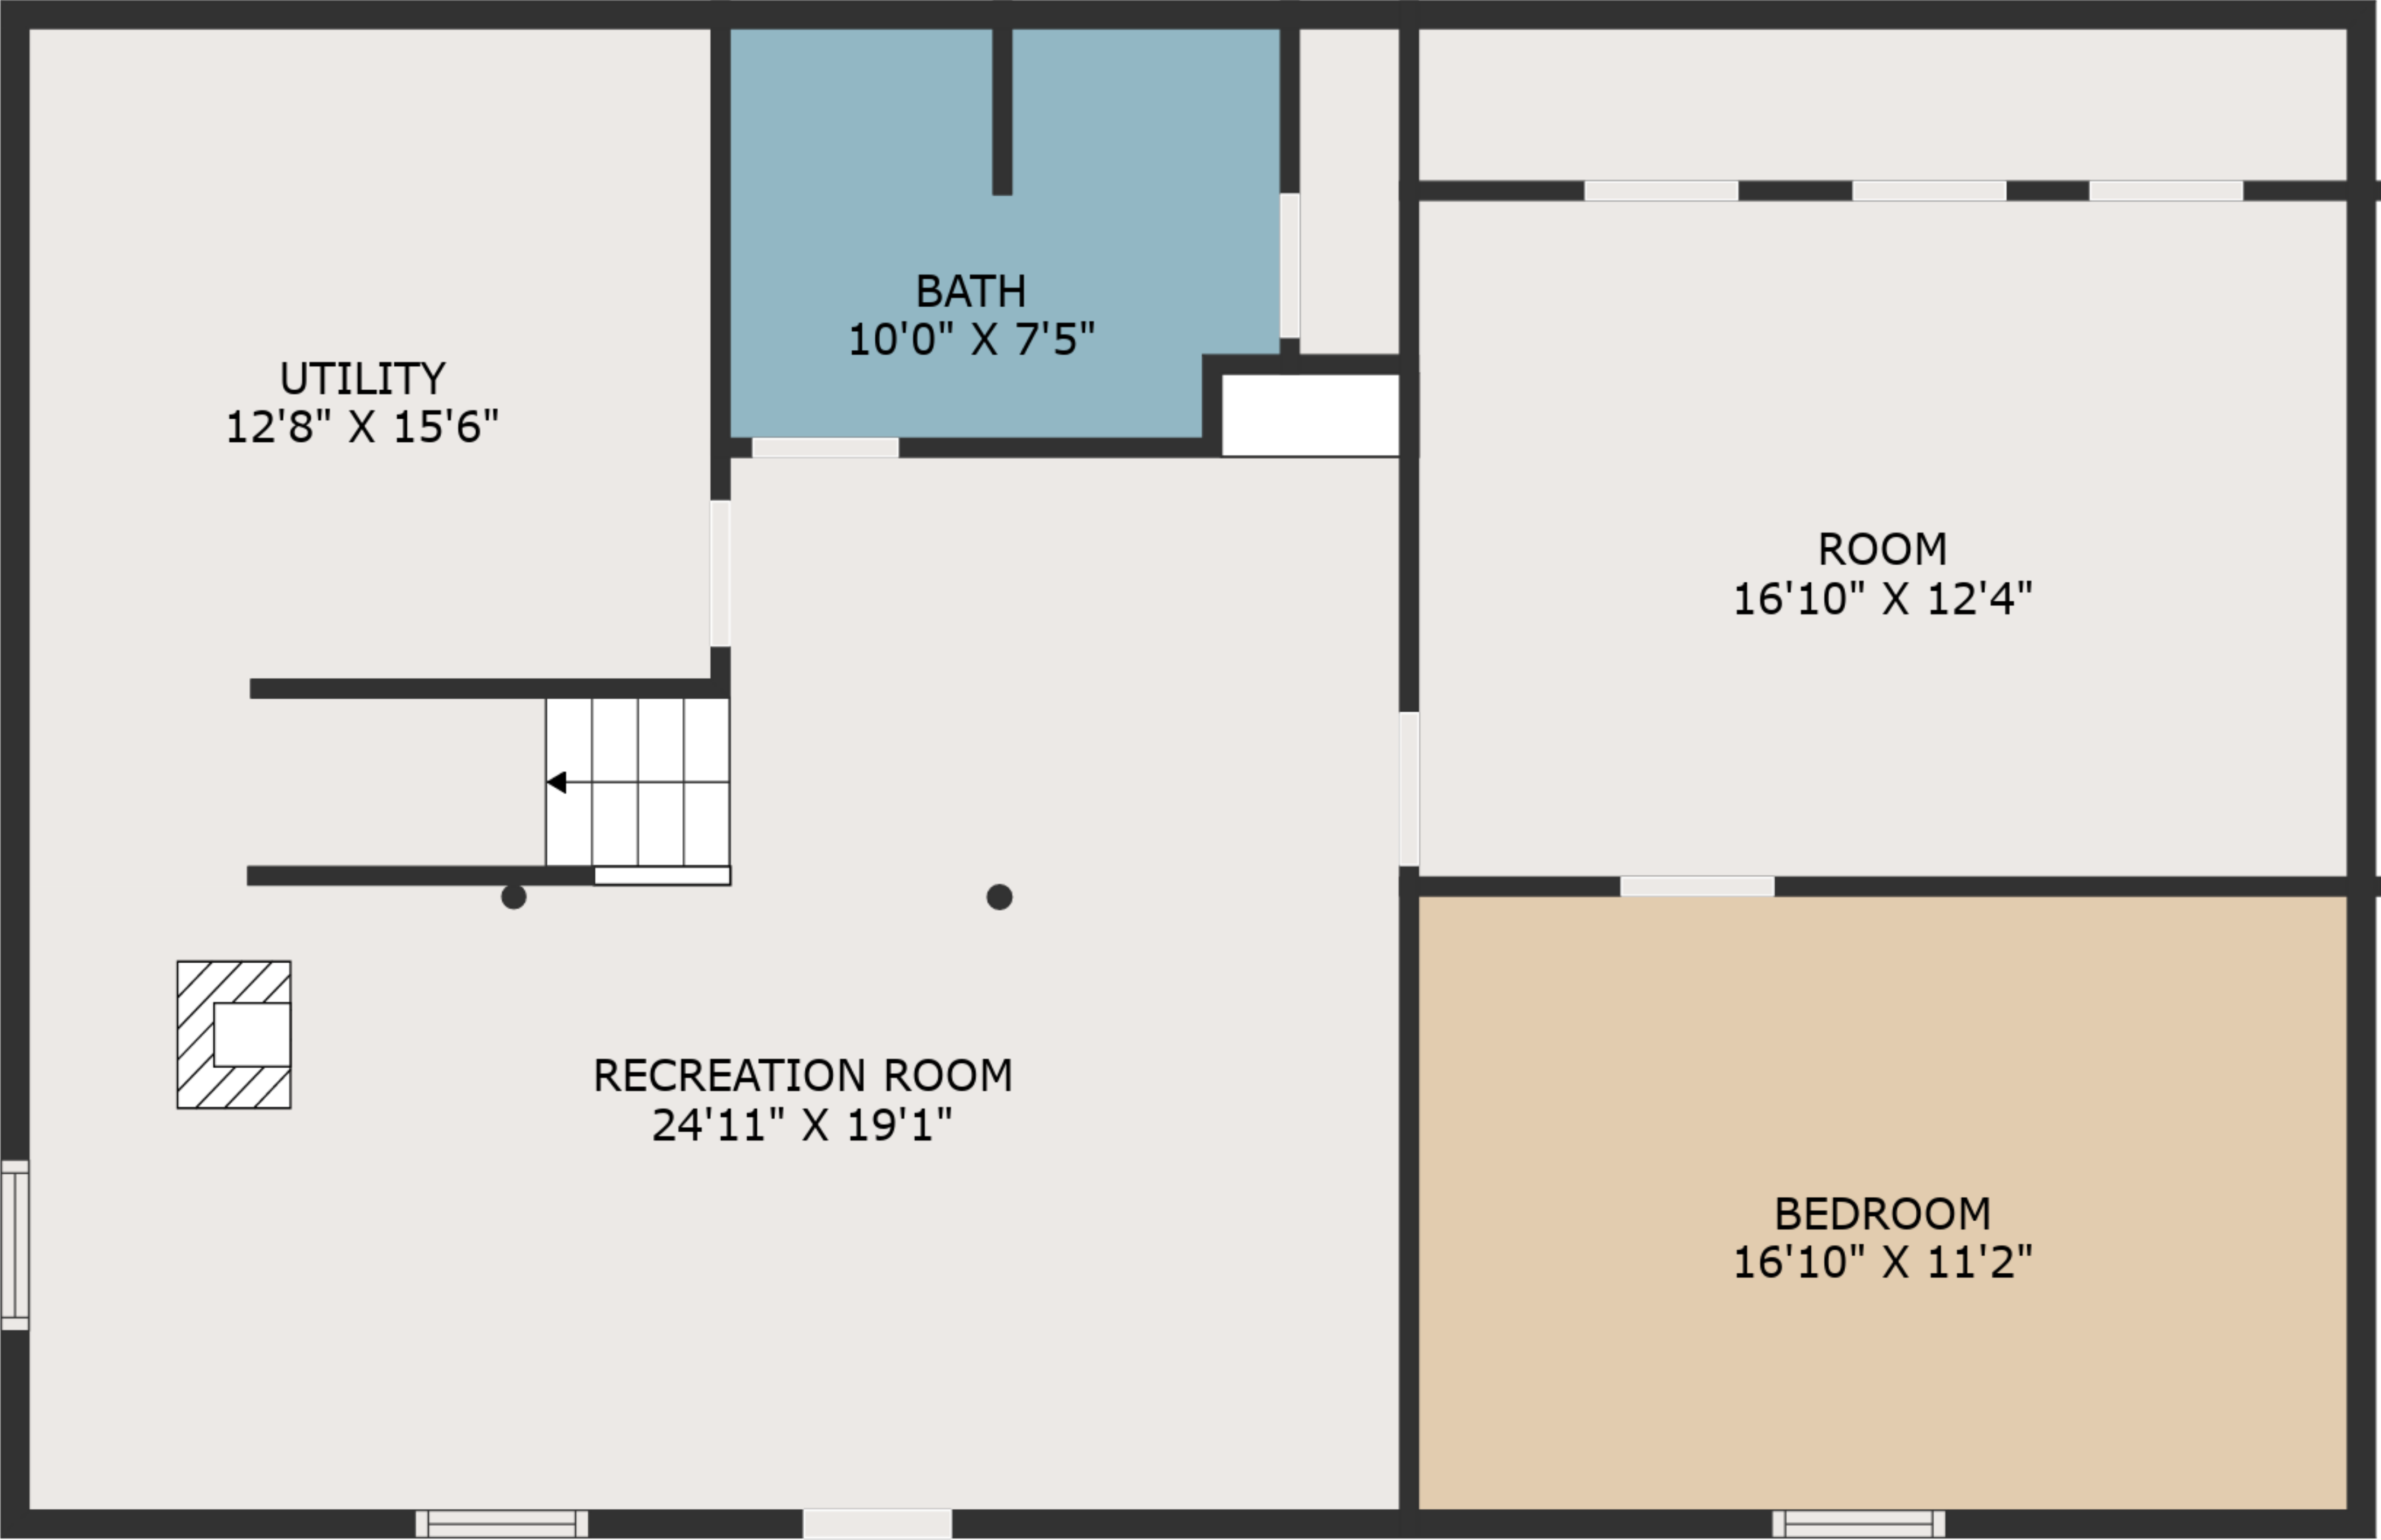 BATH
10'0" X 7'5"
UTILITY
12'8" X 15'6"
ROOM
16'10" X 12'4"
RECREATION ROOM
24'11" X 19'1"
BEDROOM
16'10" X 11'2"